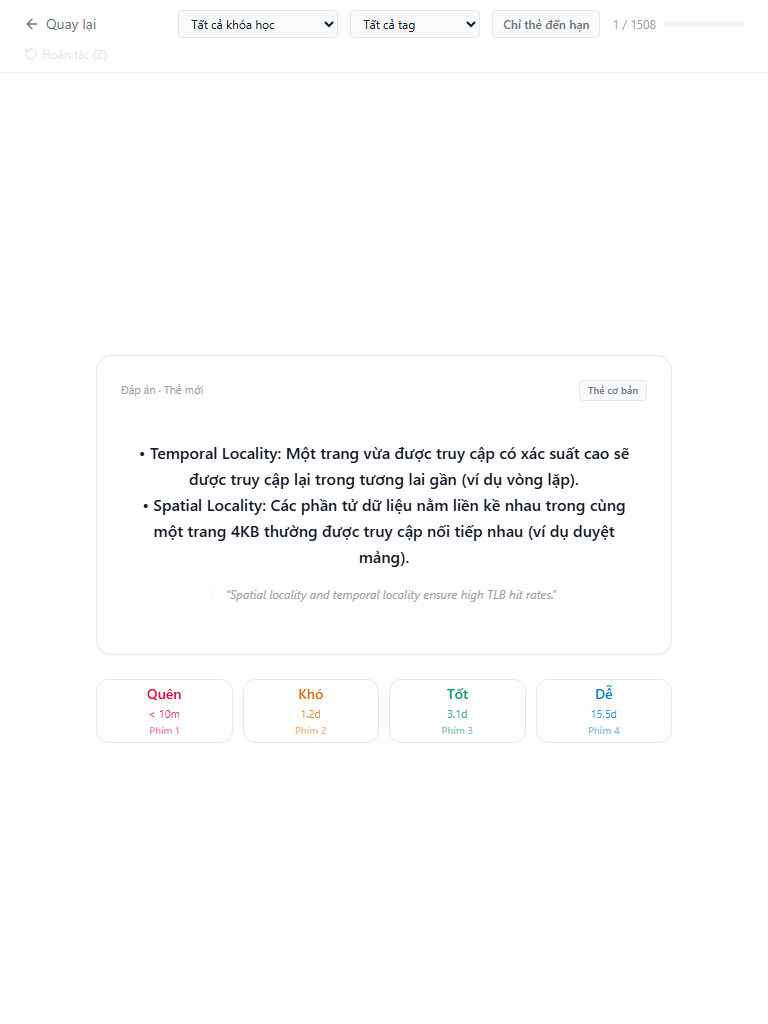 Quay lại
Tất cả khóa học
Tất cả tag
Chỉ thẻ đến hạn
1 / 1508
Hoàn tác (Z)
Đáp án · Thẻ mới
Thẻ cơ bản
• Temporal Locality: Một trang vừa được truy cập có xác suất cao sẽ
được truy cập lại trong tương lai gần (ví dụ vòng lặp).
• Spatial Locality: Các phần tử dữ liệu nằm liền kề nhau trong cùng
một trang 4KB thường được truy cập nối tiếp nhau (ví dụ duyệt
mảng).
“Spatial locality and temporal locality ensure high TLB hit rates.”
Quên
< 10m
Phím 1
Khó
1.2d
Phím 2
Tốt
3.1d
Phím 3
Dễ
15.5d
Phím 4